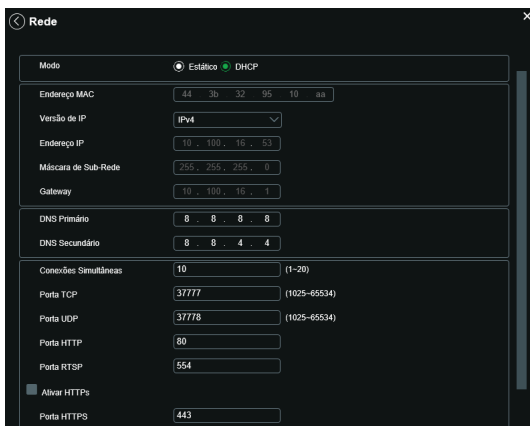 Rede
Modo Estático DHCP
Endereço MAC 44 3b 32 95 10 aa
Versão de IP IPv4
Endereço IP 10 . 100 . 16 . 53
Máscara de Sub-Rede 255 . 255 . 255 . 0
Gateway 10 . 100 . 16 . 1
DNS Primário 8 . 8 . 8 . 8
DNS Secundário 8 . 8 . 4 . 4
Conexões Simultâneas 10 (1~20)
Porta TCP 37777 (1025~65534)
Porta UDP 37778 (1025~65534)
Porta HTTP 80
Porta RTSP 554
Ativar HTTPs
Porta HTTPS 443